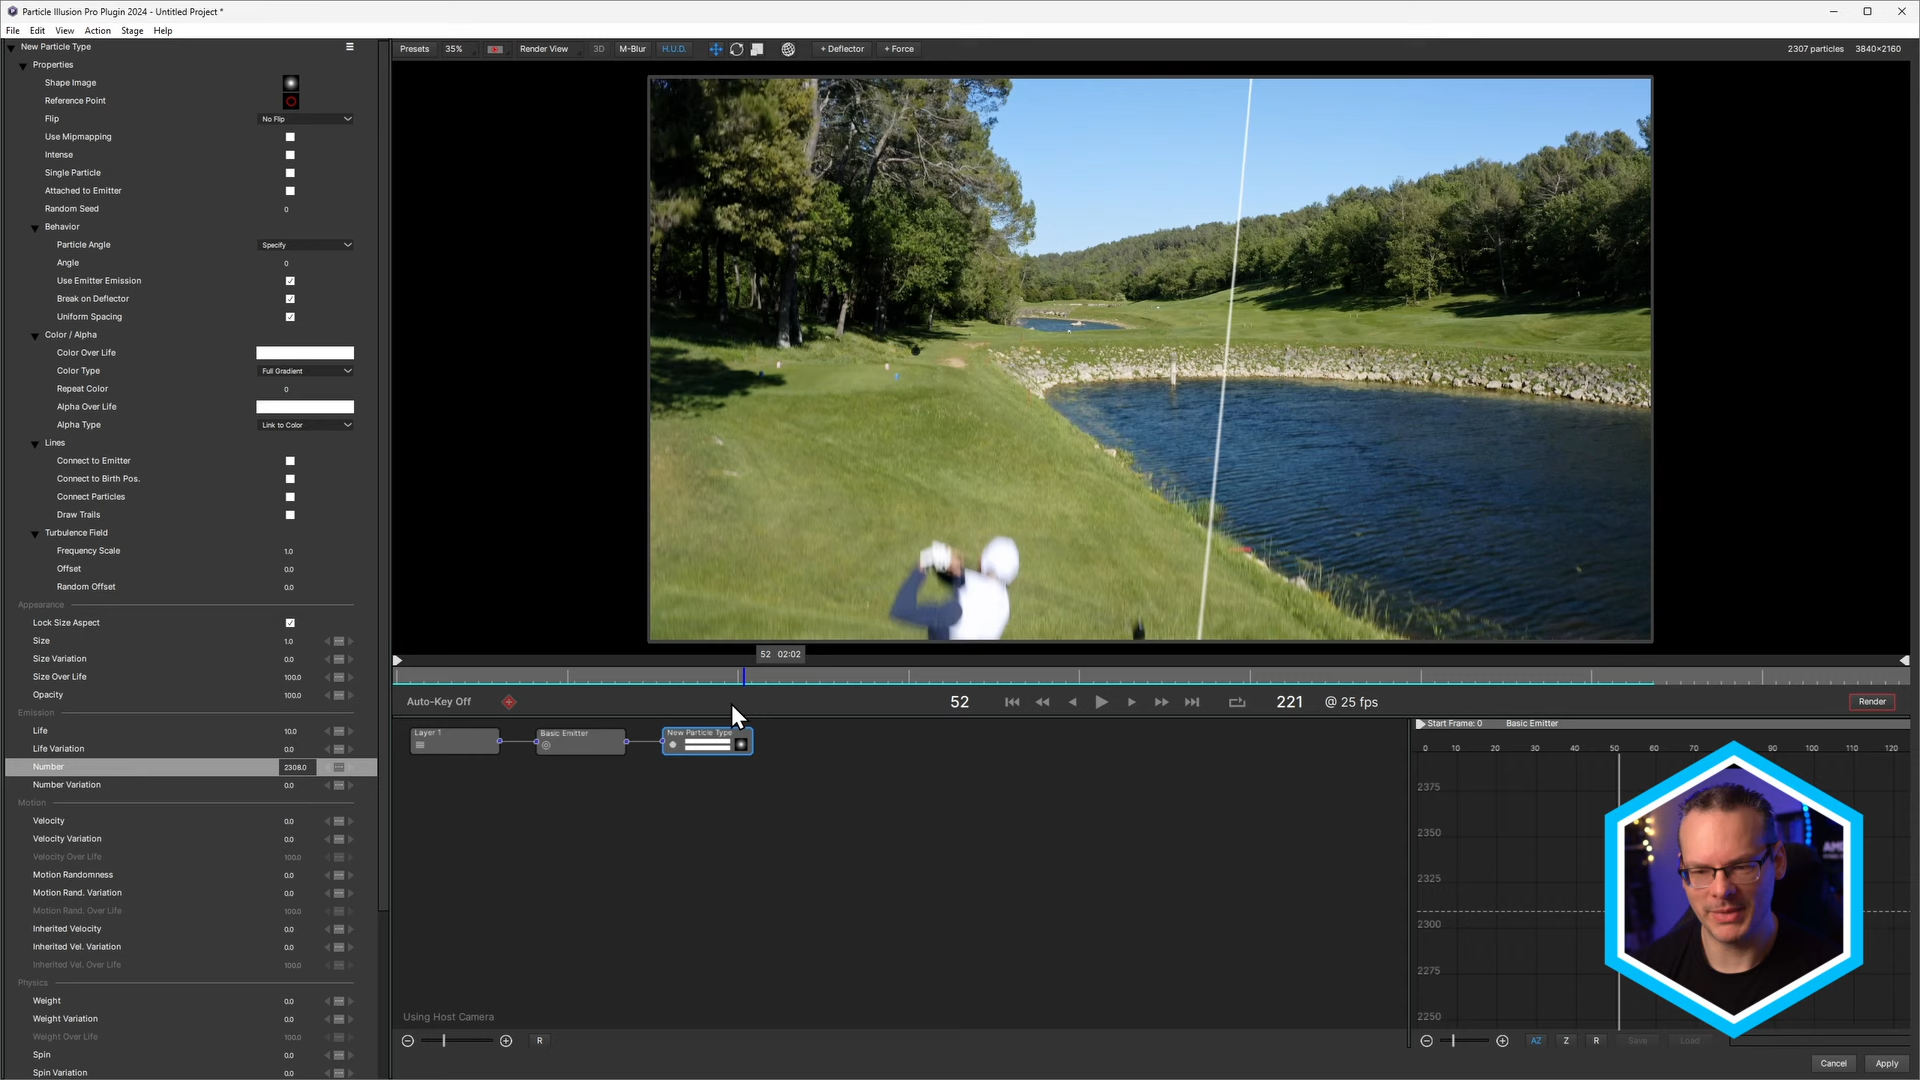 Particle Illusion Pro Plugin 2024 - Untitled Project *
File Edit View Action Stage Help
New Particle Type
Presets 35% Render View 3D M-Blur H.U.D. + Deflector + Force 2307 particles 3840×2160
Properties
Shape Image
Reference Point
Flip No Flip
Use Mipmapping
Intense
Single Particle
Attached to Emitter
Random Seed 0
Behavior
Particle Angle Specify
Angle 0
Use Emitter Emission
Break on Deflector
Uniform Spacing
Color / Alpha
Color Over Life
Color Type Full Gradient
Repeat Color 0
Alpha Over Life
Alpha Type Link to Color
Lines
Connect to Emitter
Connect to Birth Pos.
Connect Particles
Draw Trails
Turbulence Field
Frequency Scale 1.0
Offset 0.0
Random Offset 0.0
Appearance
Lock Size Aspect
Size 1.0
Size Variation 0.0
Size Over Life 100.0
Opacity 100.0
Emission
Life 10.0
Life Variation 0.0
Number 2308.0
Number Variation 0.0
Motion
Velocity 0.0
Velocity Variation 0.0
Velocity Over Life 100.0
Motion Randomness 0.0
Motion Rand. Variation 0.0
Motion Rand. Over Life 100.0
Inherited Velocity 0.0
Inherited Vel. Variation 0.0
Inherited Vel. Over Life 100.0
Physics
Weight 0.0
Weight Variation 0.0
Weight Over Life 100.0
Spin 0.0
Spin Variation 0.0
52 02:02
Auto-Key Off 52 221 @ 25 fps Render
Layer 1 Basic Emitter New Particle Type
Start Frame: 0 Basic Emitter
0 10 20 30 40 50 60 70 80 90 100 110 120
2375
2350
2325
2300
2275
2250
Using Host Camera
R
AZ Z R Save Load
Cancel Apply